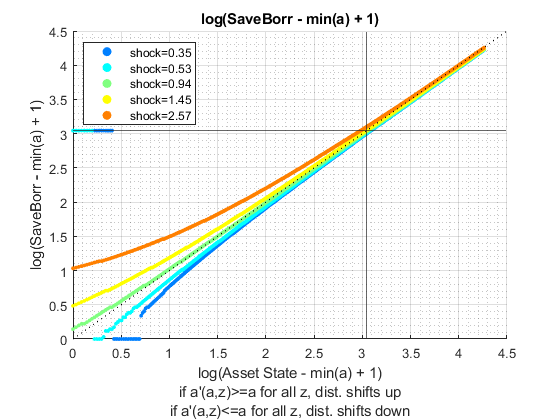 log(SaveBorr - min(a) + 1)
4.5
4
3.5
3
2.5
2
1.5
1
0.5
0
log(SaveBorr - min(a) + 1)
shock=0.35
shock=0.53
shock=0.94
shock=1.45
shock=2.57
0 0.5 1 1.5 2 2.5 3 3.5 4 4.5
log(Asset State - min(a) + 1)
if a'(a,z)>=a for all z, dist. shifts up
if a'(a,z)<=a for all z, dist. shifts down